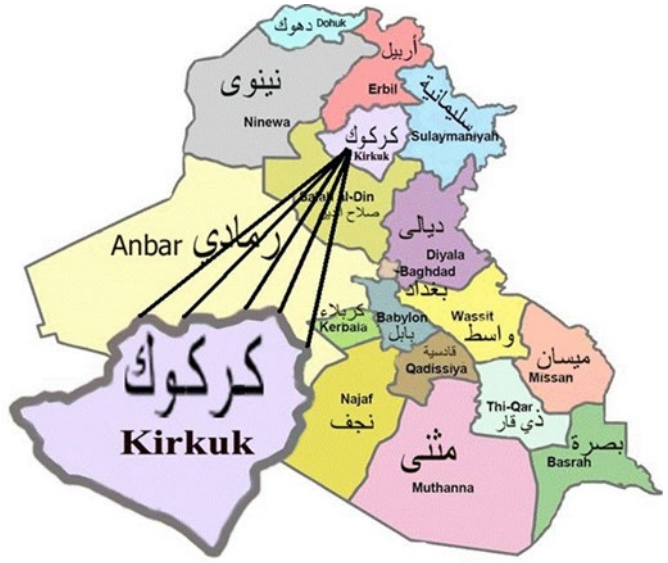 دهوك Dohuk
أربيل
Erbil
نينوى
Ninewa
سليمانية
Sulaymaniyah
كركوك
Kirkuk
Salah al-Din
صلاح الدين
Anbar رمادي
ديالى
Diyala
-Baghdad
بغداد
كربلاء
Kerbala
Babylon
بابل
Wassit
واسط
قادسية
Qadissiya
ميسان
Missan
Najaf
نجف
Thi-Qar
ذي قار
مثنى
Muthanna
بصرة
Basrah
كركوك
Kirkuk